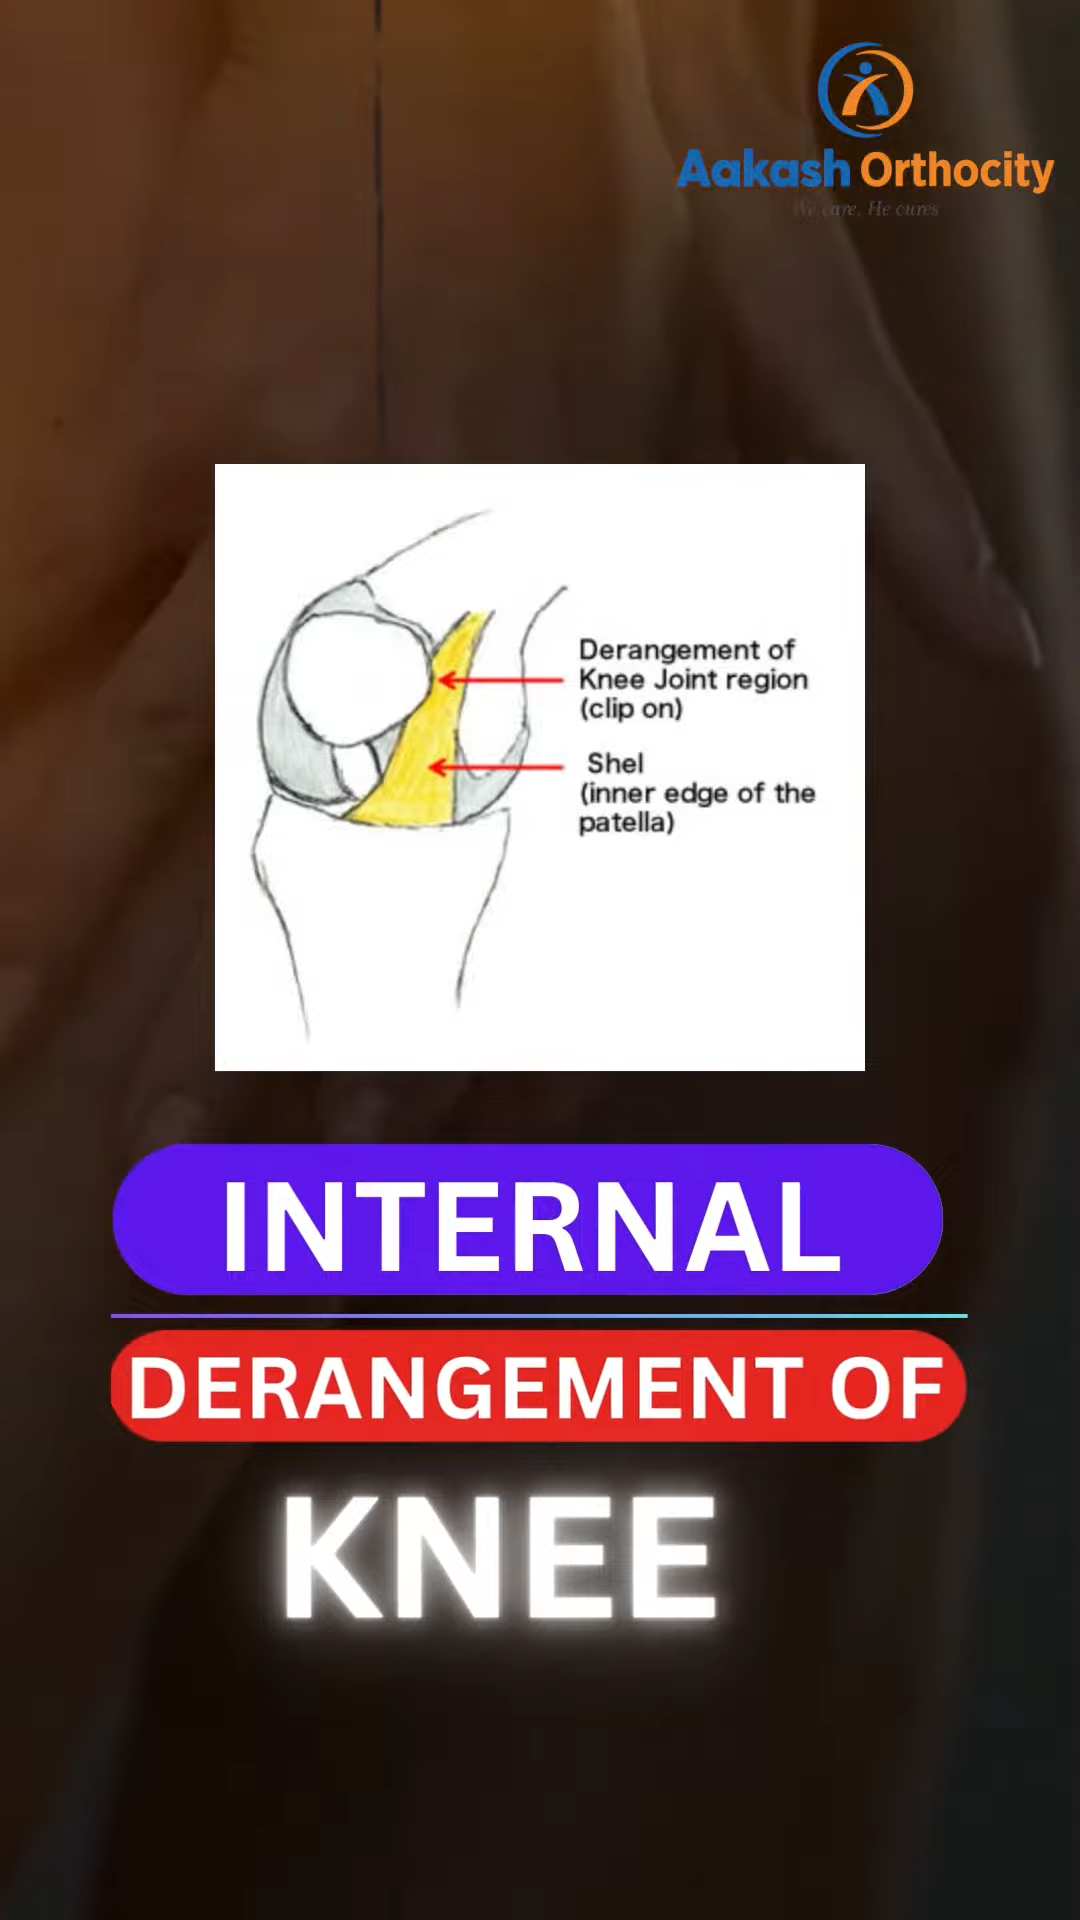 Aakash Orthocity
We care, He cures
Derangement of
Knee Joint region
(clip on)
Shel
(inner edge of the
patella)
INTERNAL
DERANGEMENT OF
KNEE